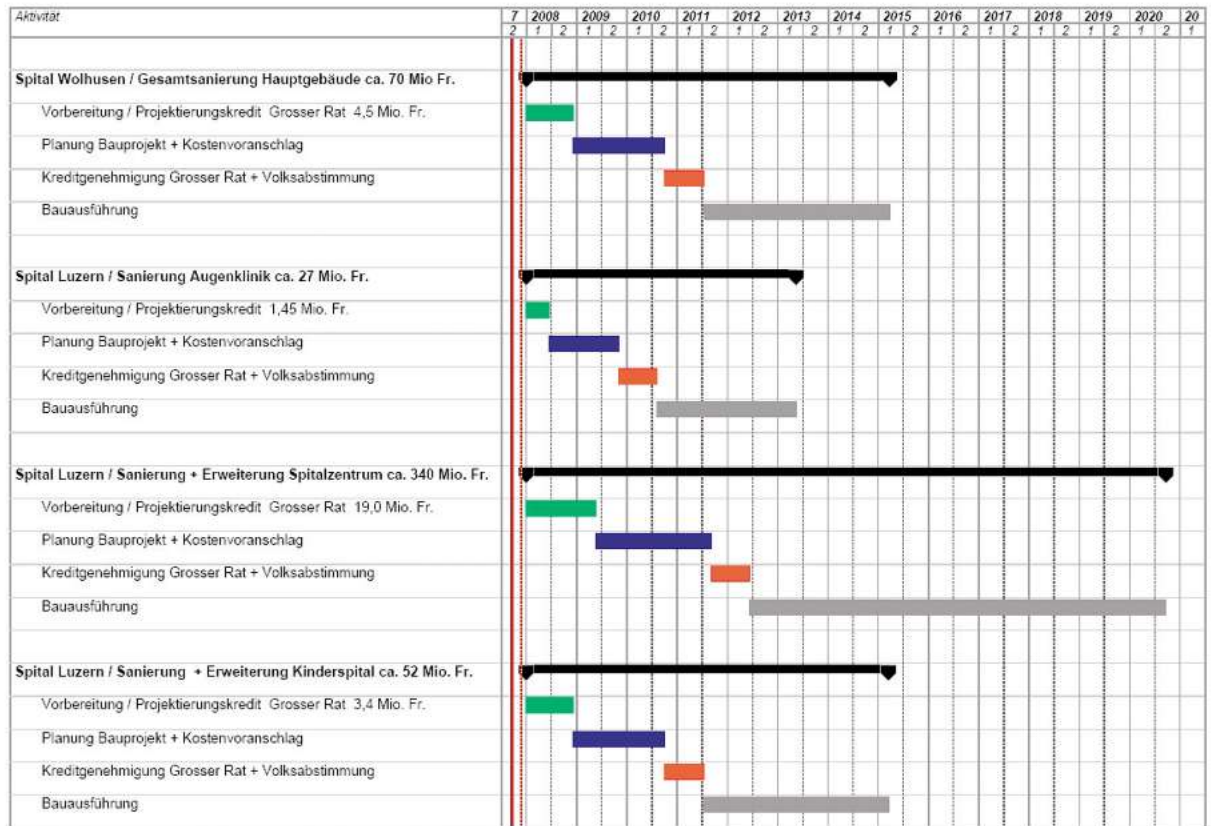 Aktivität 7 2008 2009 2010 2011 2012 2013 2014 2015 2016 2017 2018 2019 2020 20
2 1 2 1 2 1 2 1 2 1 2 1 2 1 2 1 2 1 2 1 2 1 2 1 2 1 2 1
Spital Wolhusen / Gesamtsanierung Hauptgebäude ca. 70 Mio Fr.
Vorbereitung / Projektierungskredit Grosser Rat 4,5 Mio. Fr.
Planung Bauprojekt + Kostenvoranschlag
Kreditgenehmigung Grosser Rat + Volksabstimmung
Bauausführung
Spital Luzern / Sanierung Augenklinik ca. 27 Mio. Fr.
Vorbereitung / Projektierungskredit 1,45 Mio. Fr.
Planung Bauprojekt + Kostenvoranschlag
Kreditgenehmigung Grosser Rat + Volksabstimmung
Bauausführung
Spital Luzern / Sanierung + Erweiterung Spitalzentrum ca. 340 Mio. Fr.
Vorbereitung / Projektierungskredit Grosser Rat 19,0 Mio. Fr.
Planung Bauprojekt + Kostenvoranschlag
Kreditgenehmigung Grosser Rat + Volksabstimmung
Bauausführung
Spital Luzern / Sanierung + Erweiterung Kinderspital ca. 52 Mio. Fr.
Vorbereitung / Projektierungskredit Grosser Rat 3,4 Mio. Fr.
Planung Bauprojekt + Kostenvoranschlag
Kreditgenehmigung Grosser Rat + Volksabstimmung
Bauausführung